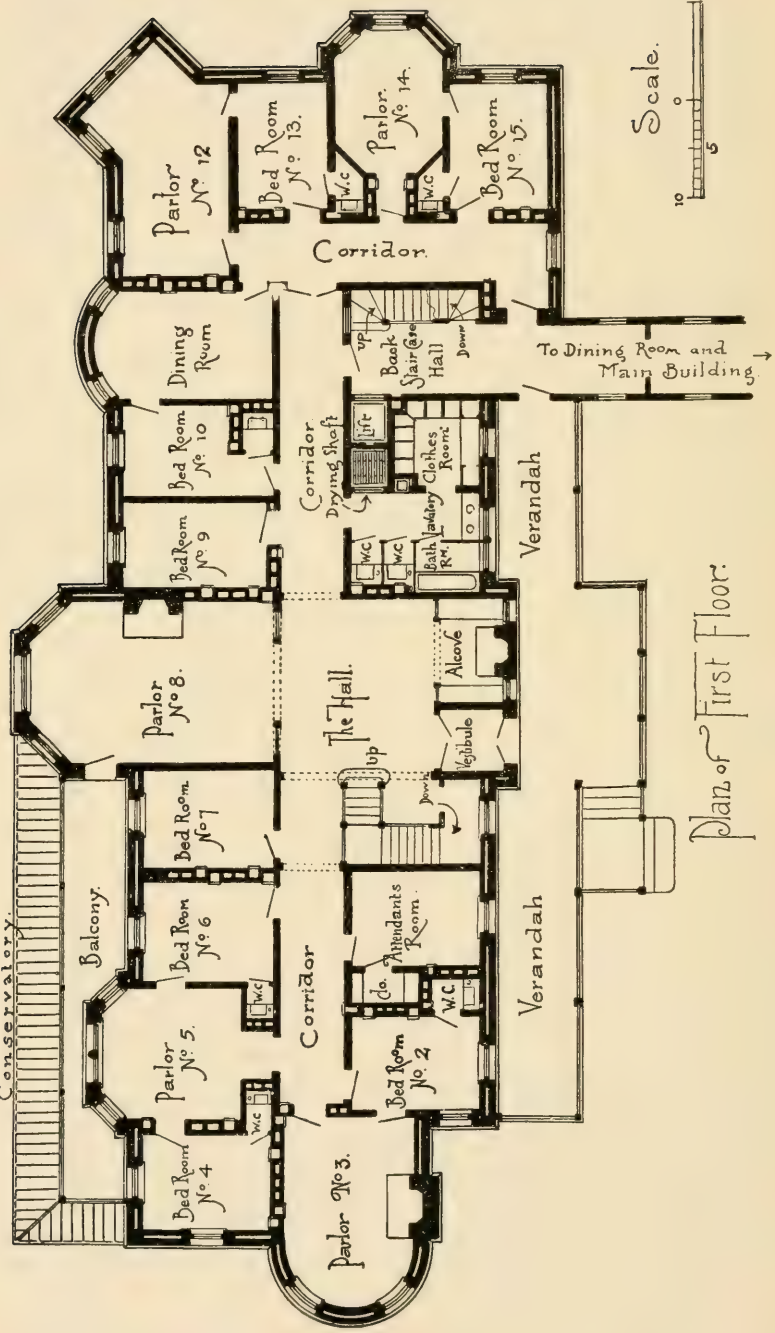 Conservatory.
Balcony.
Parlor
No 12
Bed Room
No 13.
W.C
Parlor.
No 14.
W.C
Bed Room
No 15.
Corridor.
Dining
Room
Bed Room
No 10
Bed Room
No 9
Corridor
Drying Shaft
Lift
Clothes
Room
Lavatory
Bath
Rm.
W.C
W.C
UP
Back
Stair Case
Hall
Down
To Dining Room and
Main Building.
Parlor
No 8.
The Hall.
Alcove
Vestibule
Up
Down
Bed Room
No 7
Bed Room
No 6
W.C
Parlor
No 5.
W.C
Bed Room
No 4
Corridor
Attendants
Room.
Clo.
W.C.
Bed Room
No 2
Parlor No 3.
Verandah
Verandah
Scale.
10
5
0
Plan of First Floor.